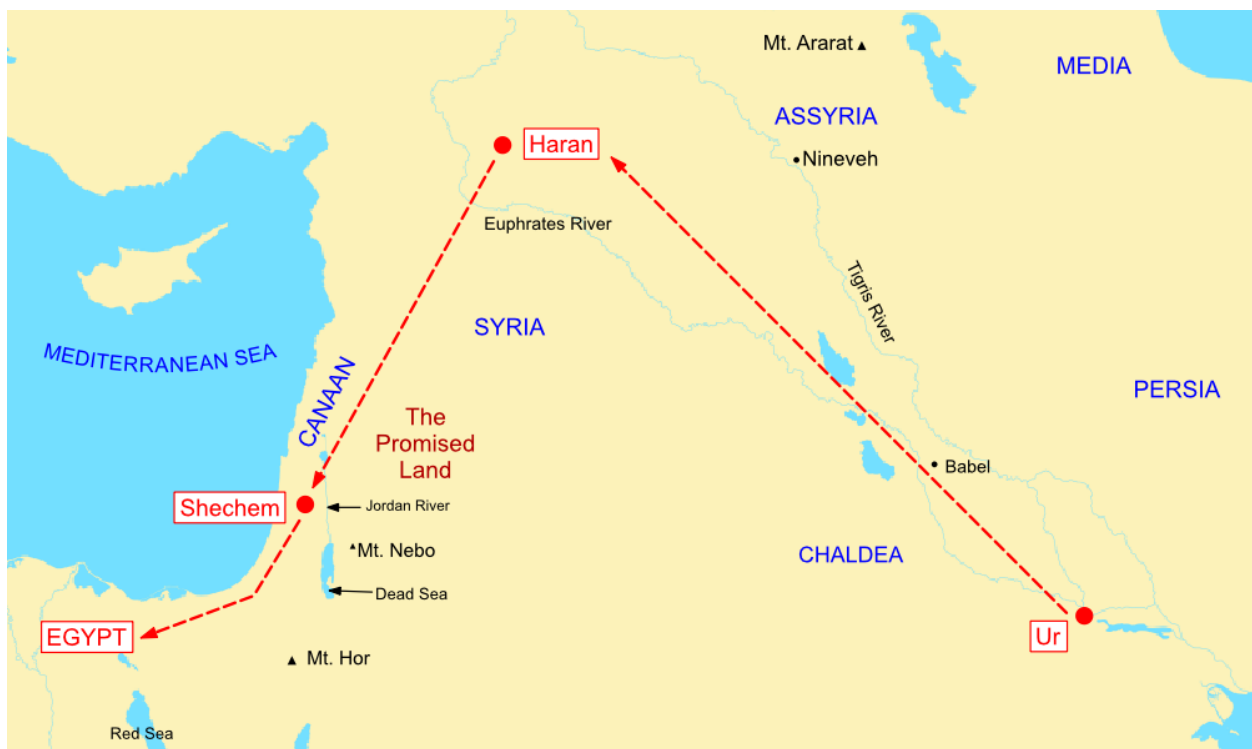 Mt. Ararat
MEDIA
ASSYRIA
Haran
Nineveh
Euphrates River
Tigris River
SYRIA
MEDITERRANEAN SEA
CANAAN
PERSIA
The
Promised
Land
Babel
Shechem
Jordan River
Mt. Nebo
CHALDEA
Dead Sea
EGYPT
Ur
Mt. Hor
Red Sea